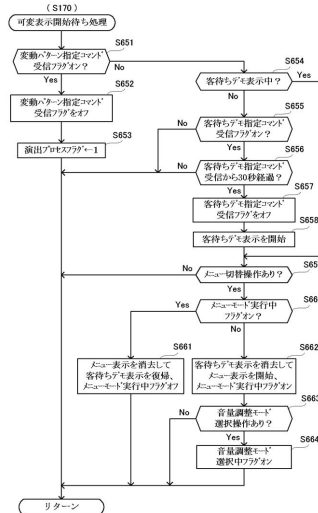 (S170)
可変表示開始待ち処理
S651
変動パターン指定コマンド
受信フラグオン?
No
Yes
S652
変動パターン指定コマンド
受信フラグをオフ
S653
演出プロセスフラグ←1
S654
客待ちデモ表示中?
Yes
No
S655
客待ちデモ指定コマンド
受信フラグオン?
No
Yes
S656
客待ちデモ指定コマンド
受信から30秒経過?
No
Yes
S657
客待ちデモ指定コマンド
受信フラグをオフ
S658
客待ちデモ表示を開始
S65
メニュー切替操作あり?
No
Yes
S66
メニューモード実行中
フラグオン?
Yes
No
S661
メニュー表示を消去して
客待ちデモ表示を復帰、
メニューモード実行中フラグオフ
S662
客待ちデモ表示を消去して
メニュー表示を開始、
メニューモード実行中フラグオン
S663
音量調整モード
選択操作あり?
No
Yes
S664
音量調整モード
選択中フラグオン
リターン